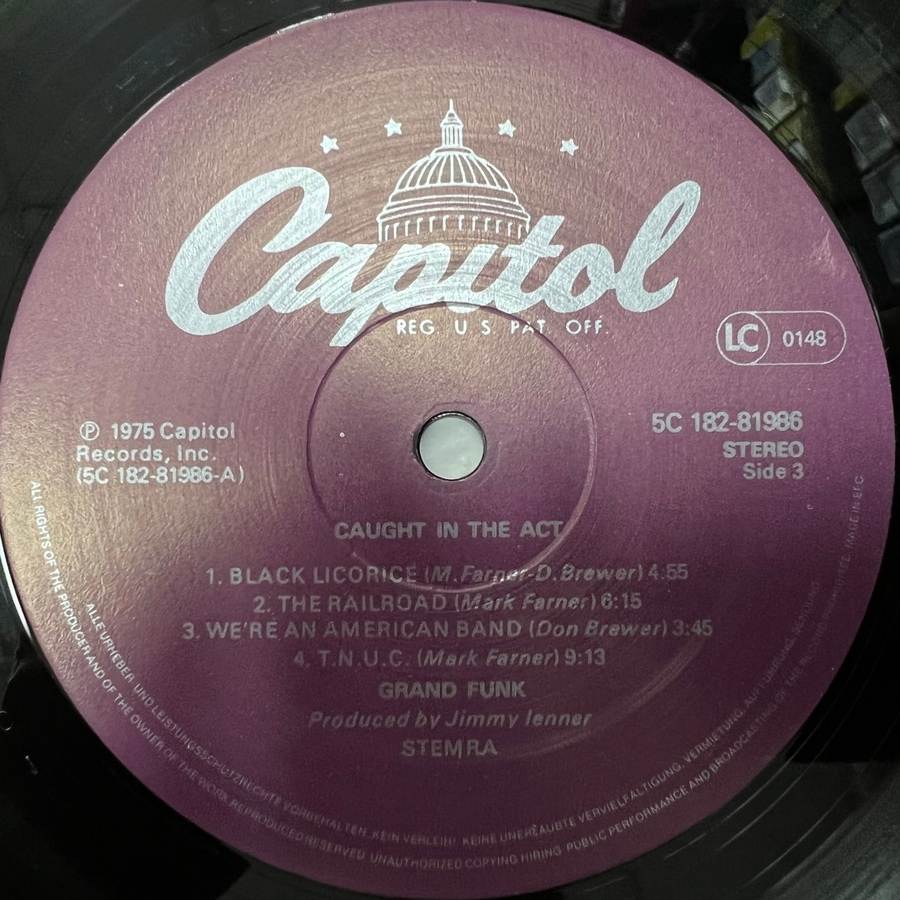 Capitol
REG. U.S. PAT. OFF.
LC 0148
℗ 1975 Capitol
Records, Inc.
(5C 182-81986-A)
5C 182-81986
STEREO
Side 3
CAUGHT IN THE ACT
1. BLACK LICORICE (M. Farner-D. Brewer) 4:55
2. THE RAILROAD (Mark Farner) 6:15
3. WE'RE AN AMERICAN BAND (Don Brewer) 3:45
4. T.N.U.C. (Mark Farner) 9:13
GRAND FUNK
Produced by Jimmy Ienner
STEMRA
ALLE URHEBER- UND LEISTUNGSSCHUTZRECHTE VORBEHALTEN. KEIN VERLEIH! KEINE UNERLAUBTE VERVIELFÄLTIGUNG, VERMIETUNG, AUFFÜHRUNG, SENDUNG
ALL RIGHTS OF THE PRODUCER AND OF THE OWNER OF THE WORK REPRODUCED RESERVED. UNAUTHORIZED COPYING HIRING PUBLIC PERFORMANCE AND BROADCASTING OF THE MADE IN EEC